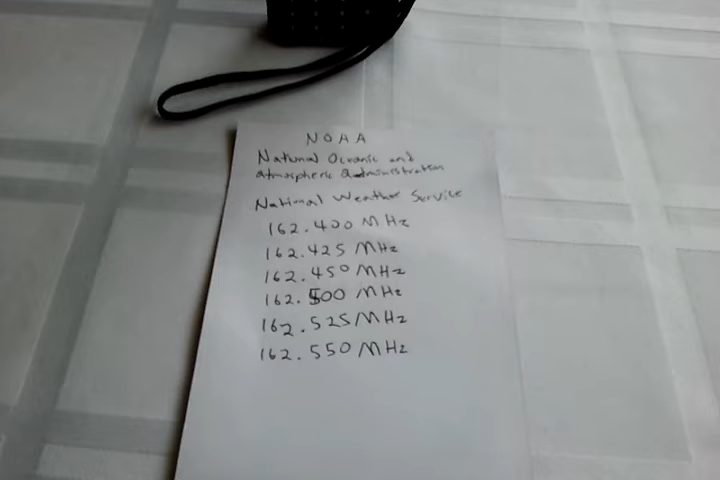 NOAA
National Oceanic and
atmospheric administration
National Weather Service
162.400 MHz
162.425 MHz
162.450 MHz
162.500 MHz
162.525 MHz
162.550 MHz